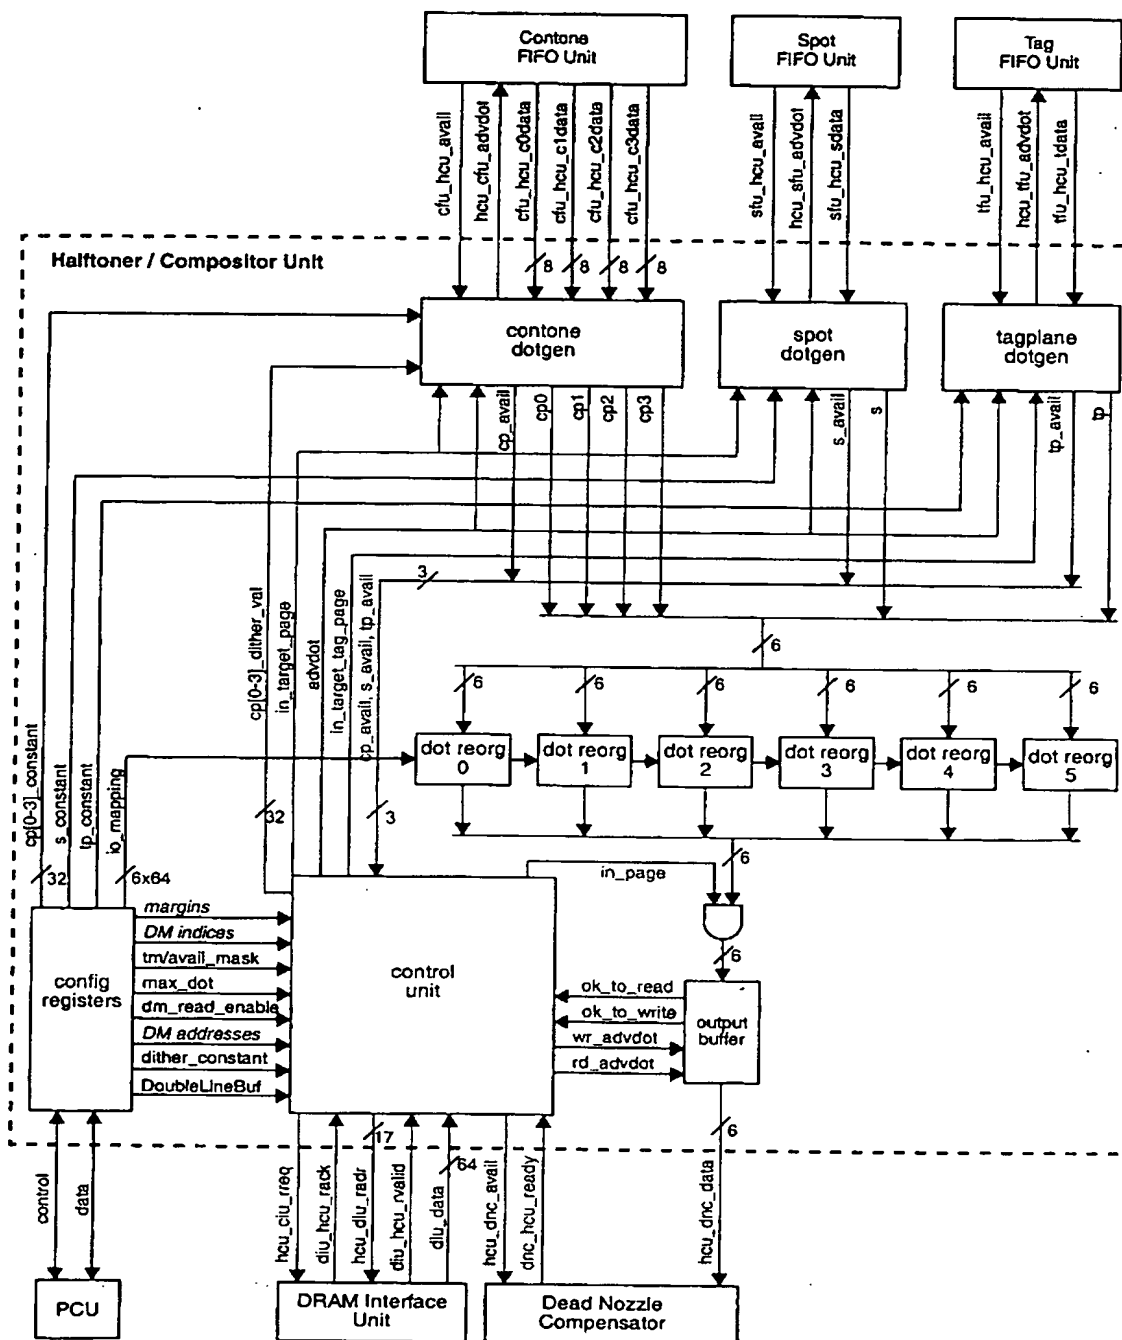 Contone
FIFO Unit
Spot
FIFO Unit
Tag
FIFO Unit
cfu_hcu_avail
hcu_cfu_advdot
cfu_hcu_c0data
cfu_hcu_c1data
cfu_hcu_c2data
cfu_hcu_c3data
sfu_hcu_avail
hcu_sfu_advdot
sfu_hcu_sdata
tfu_hcu_avail
hcu_tfu_advdot
tfu_hcu_tdata
Halftoner / Compositor Unit
8
8
8
8
contone
dotgen
spot
dotgen
tagplane
dotgen
cp_avail
cp0
cp1
cp2
cp3
s_avail
s
tp_avail
tp
3
6
cp[0-3]_dither_val
in_target_page
advdot
in_target_tag_page
cp_avail, s_avail, tp_avail
6
6
6
6
6
6
dot reorg
0
dot reorg
1
dot reorg
2
dot reorg
3
dot reorg
4
dot reorg
5
cp[0-3]_constant
s_constant
tp_constant
io_mapping
32
3
32
6x64
6
in_page
6
margins
DM indices
tm/avail_mask
max_dot
dm_read_enable
DM addresses
dither_constant
DoubleLineBuf
config
registers
control
unit
ok_to_read
ok_to_write
wr_advdot
rd_advdot
output
buffer
17
64
6
control
data
hcu_diu_rreq
diu_hcu_rack
hcu_diu_radr
diu_hcu_rvalid
diu_data
hcu_dnc_avail
dnc_hcu_ready
hcu_dnc_data
PCU
DRAM Interface
Unit
Dead Nozzle
Compensator